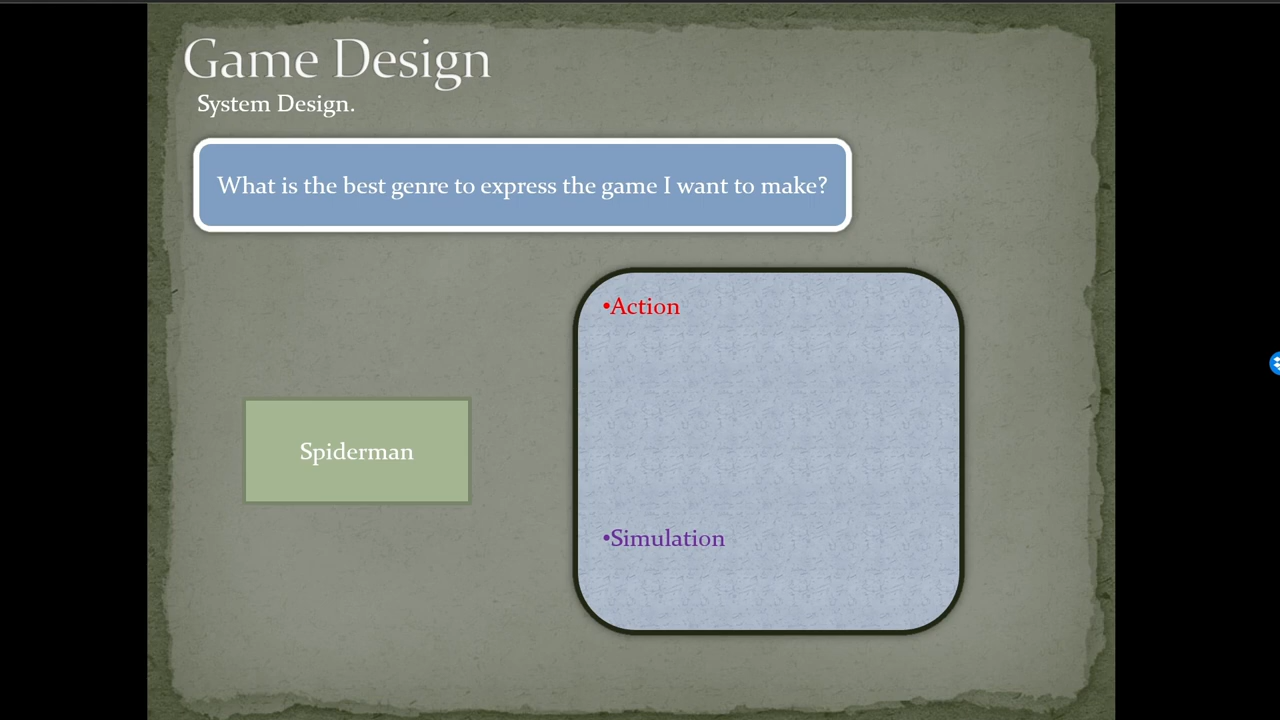 Game Design
System Design.
What is the best genre to express the game I want to make?
•Action
Spiderman
•Simulation